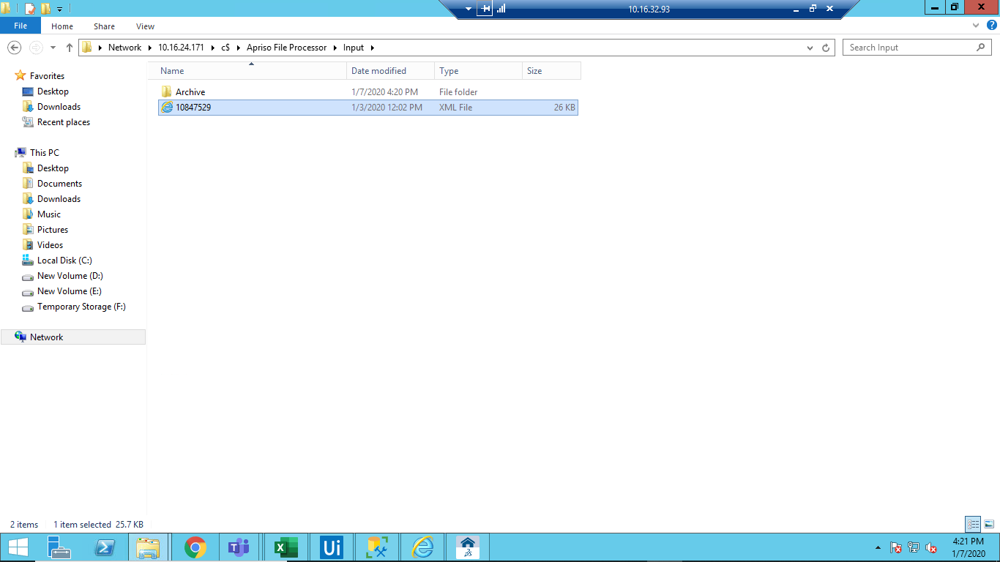 10.16.32.93
File Home Share View
Network 10.16.24.171 c$ Apriso File Processor Input
Search Input
Name Date modified Type Size
Archive 1/7/2020 4:20 PM File folder
10847529 1/3/2020 12:02 PM XML File 26 KB
Favorites
Desktop
Downloads
Recent places
This PC
Desktop
Documents
Downloads
Music
Pictures
Videos
Local Disk (C:)
New Volume (D:)
New Volume (E:)
Temporary Storage (F:)
Network
2 items 1 item selected 25.7 KB
Ui
4:21 PM
1/7/2020